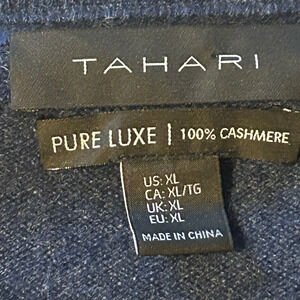 TAHARI
PURE LUXE | 100% CASHMERE
US: XL
CA: XL/TG
UK: XL
EU: XL
MADE IN CHINA